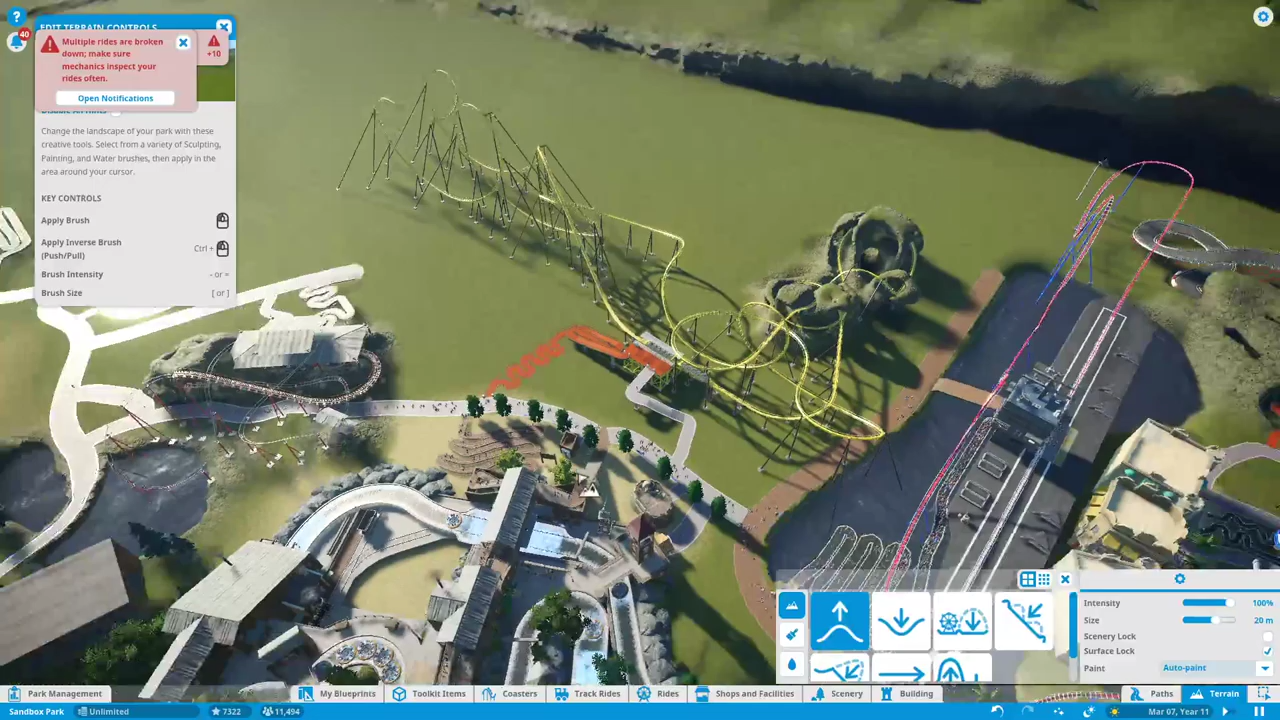 ?
EDIT TERRAIN CONTROLS
40
Multiple rides are broken
down; make sure
mechanics inspect your
rides often.
+10
Open Notifications
Change the landscape of your park with these
creative tools. Select from a variety of Sculpting,
Painting, and Water brushes, then apply in the
area around your cursor.
KEY CONTROLS
Apply Brush
Apply Inverse Brush
(Push/Pull)
Ctrl +
Brush Intensity
- or =
Brush Size
[ or ]
Intensity
100%
Size
20 m
Scenery Lock
Surface Lock
Paint
Auto-paint
Park Management
My Blueprints
Toolkit Items
Coasters
Track Rides
Rides
Shops and Facilities
Scenery
Building
Paths
Terrain
Sandbox Park
Unlimited
7322
11,494
Mar 07, Year 11